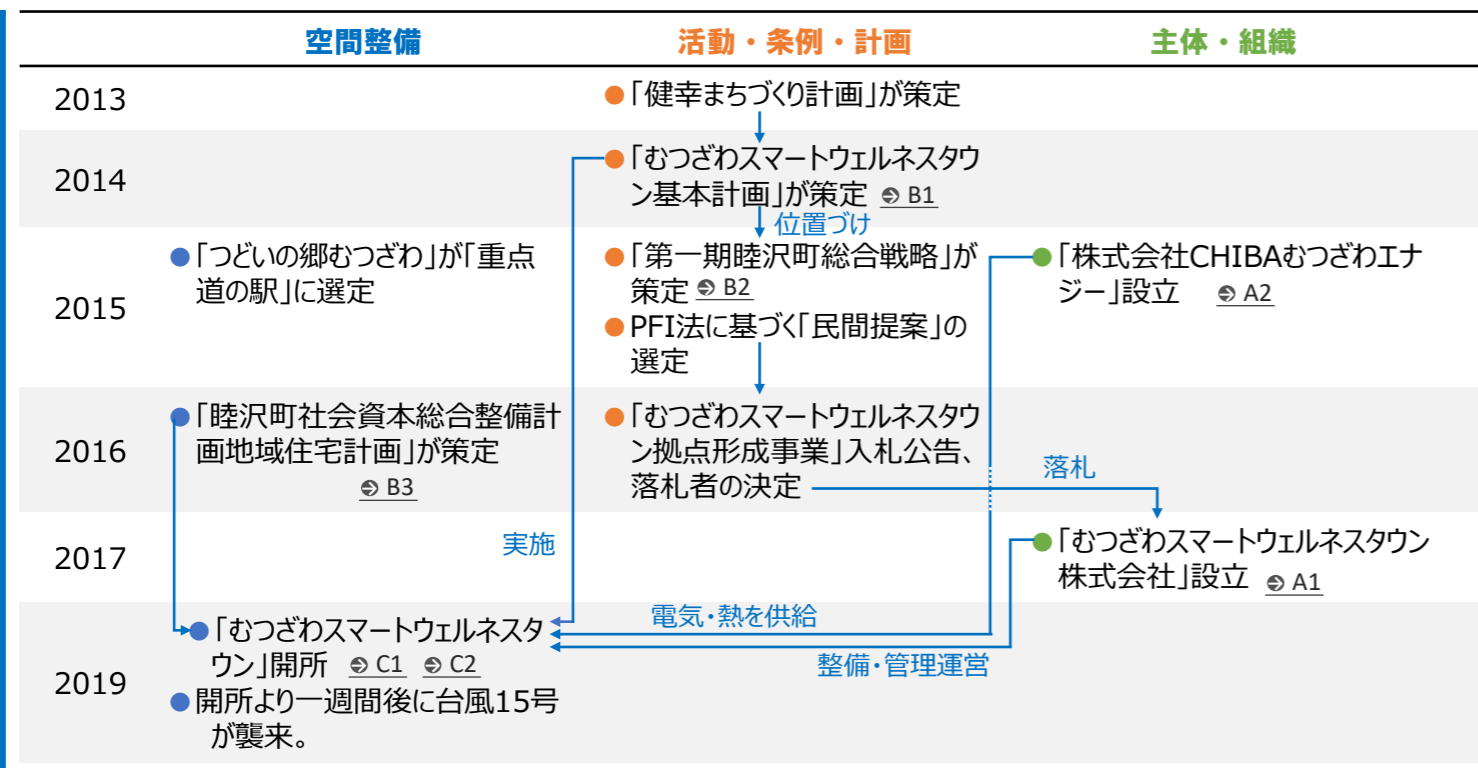 空間整備
活動・条例・計画
主体・組織
2013
●「健幸まちづくり計画」が策定
2014
●「むつざわスマートウェルネスタウ
ン基本計画」が策定 B1
位置づけ
2015
●「つどいの郷むつざわ」が「重点
道の駅」に選定
●「第一期睦沢町総合戦略」が
策定 B2
●PFI法に基づく「民間提案」の
選定
●「株式会社CHIBAむつざわエナ
ジー」設立 A2
2016
●「睦沢町社会資本総合整備計
画地域住宅計画」が策定
B3
●「むつざわスマートウェルネスタウ
ン拠点形成事業」入札公告、
落札者の決定
落札
2017
実施
●「むつざわスマートウェルネスタウン
株式会社」設立 A1
2019
●「むつざわスマートウェルネスタ
ウン」開所 C1 C2
●開所より一週間後に台風15号
が襲来。
電気・熱を供給
整備・管理運営